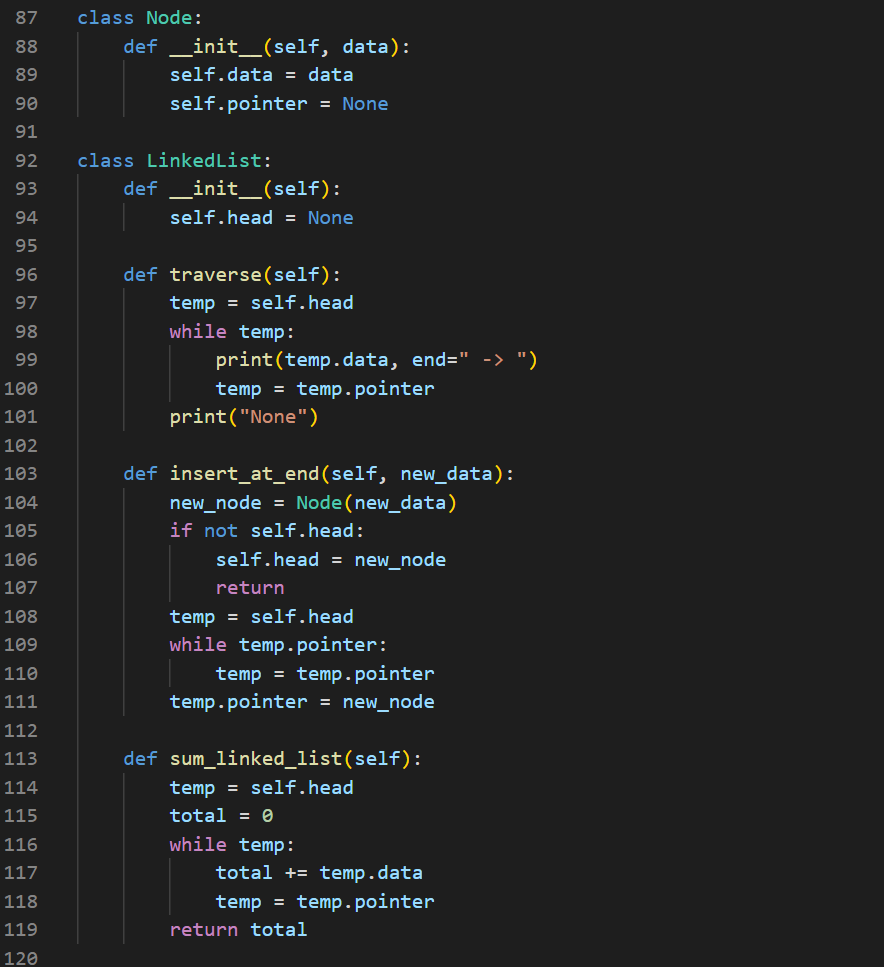 87 class Node:
88     def __init__(self, data):
89         self.data = data
90         self.pointer = None
91
92 class LinkedList:
93     def __init__(self):
94         self.head = None
95
96     def traverse(self):
97         temp = self.head
98         while temp:
99             print(temp.data, end=" -> ")
100             temp = temp.pointer
101         print("None")
102
103     def insert_at_end(self, new_data):
104         new_node = Node(new_data)
105         if not self.head:
106             self.head = new_node
107             return
108         temp = self.head
109         while temp.pointer:
110             temp = temp.pointer
111         temp.pointer = new_node
112
113     def sum_linked_list(self):
114         temp = self.head
115         total = 0
116         while temp:
117             total += temp.data
118             temp = temp.pointer
119         return total
120